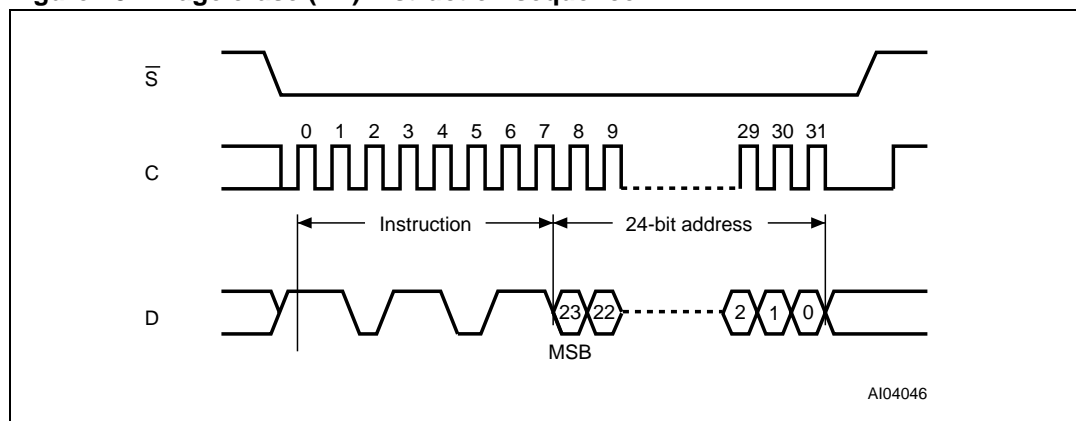 S
0 1 2 3 4 5 6 7 8 9 29 30 31
C
Instruction 24-bit address
D
23 22 2 1 0
MSB
AI04046